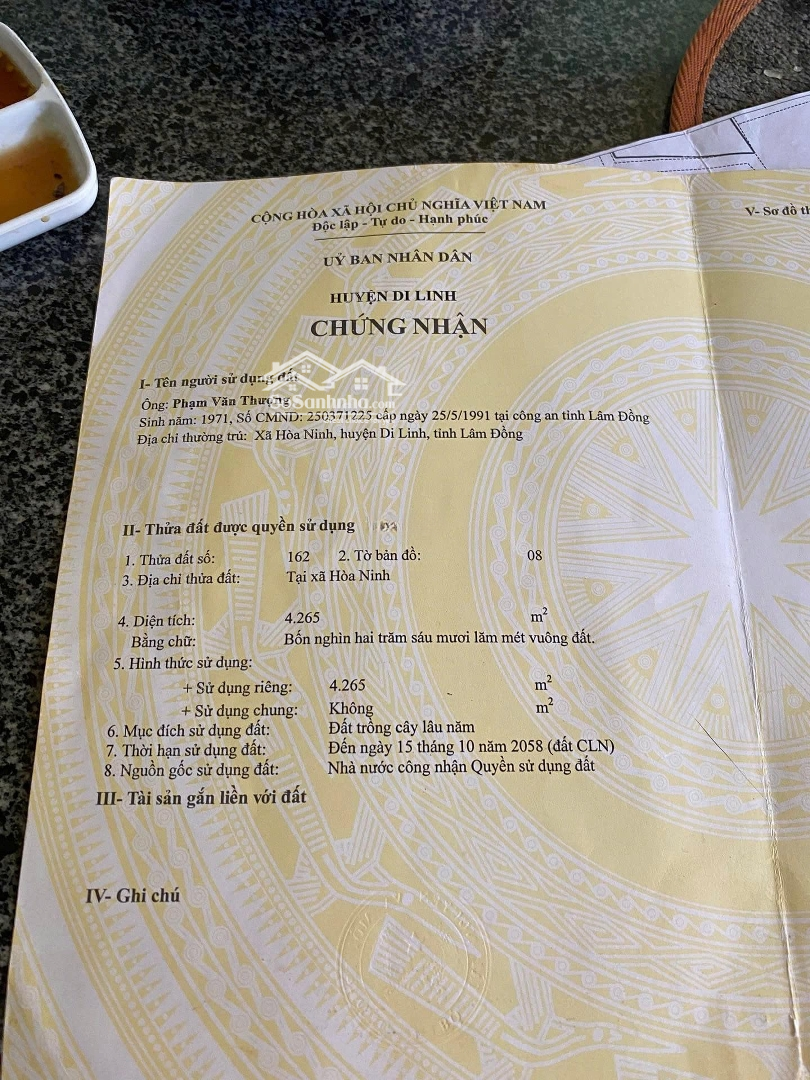 CỘNG HÒA XÃ HỘI CHỦ NGHĨA VIỆT NAM
Độc lập - Tự do - Hạnh phúc
V- Sơ đồ th
UỶ BAN NHÂN DÂN
HUYỆN DI LINH
CHỨNG NHẬN
I- Tên người sử dụng đất
Ông: Phạm Văn Thượng
Sinh năm: 1971, Số CMND: 250371225 cấp ngày 25/5/1991 tại công an tỉnh Lâm Đồng
Địa chỉ thường trú: Xã Hòa Ninh, huyện Di Linh, tỉnh Lâm Đồng
II- Thửa đất được quyền sử dụng
1. Thửa đất số: 162 2. Tờ bản đồ: 08
3. Địa chỉ thửa đất: Tại xã Hòa Ninh
4. Diện tích: 4.265 m²
Bằng chữ: Bốn nghìn hai trăm sáu mươi lăm mét vuông đất.
5. Hình thức sử dụng:
+ Sử dụng riêng: 4.265 m²
+ Sử dụng chung: Không m²
6. Mục đích sử dụng đất: Đất trồng cây lâu năm
7. Thời hạn sử dụng đất: Đến ngày 15 tháng 10 năm 2058 (đất CLN)
8. Nguồn gốc sử dụng đất: Nhà nước công nhận Quyền sử dụng đất
III- Tài sản gắn liền với đất
IV- Ghi chú